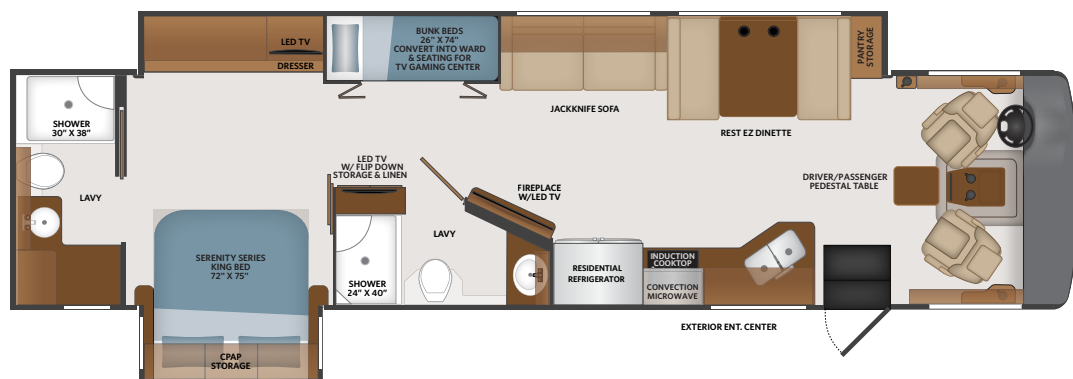 LED TV
DRESSER
BUNK BEDS
26" X 74"
CONVERT INTO WARD
& SEATING FOR
TV GAMING CENTER
PANTRY
STORAGE
JACKKNIFE SOFA
REST EZ DINETTE
SHOWER
30" X 38"
LAVY
LED TV
W/ FLIP DOWN
STORAGE & LINEN
DRIVER/PASSENGER
PEDESTAL TABLE
FIREPLACE
W/LED TV
LAVY
SERENITY SERIES
KING BED
72" X 75"
SHOWER
24" X 40"
RESIDENTIAL
REFRIGERATOR
INDUCTION
COOKTOP
CONVECTION
MICROWAVE
EXTERIOR ENT. CENTER
CPAP
STORAGE